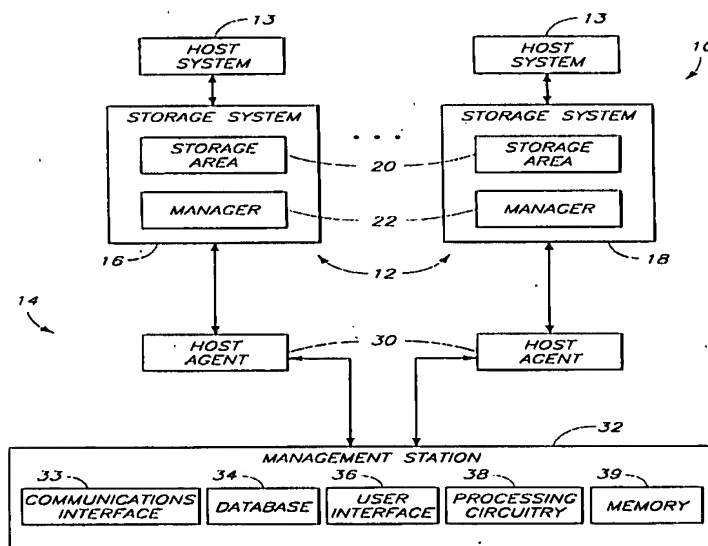 13
13
10
HOST
SYSTEM
HOST
SYSTEM
STORAGE SYSTEM
STORAGE SYSTEM
STORAGE
AREA
20
STORAGE
AREA
MANAGER
22
MANAGER
16
12
18
14
HOST
AGENT
30
HOST
AGENT
32
MANAGEMENT STATION
33
34
36
38
39
COMMUNICATIONS
INTERFACE
DATABASE
USER
INTERFACE
PROCESSING
CIRCUITRY
MEMORY